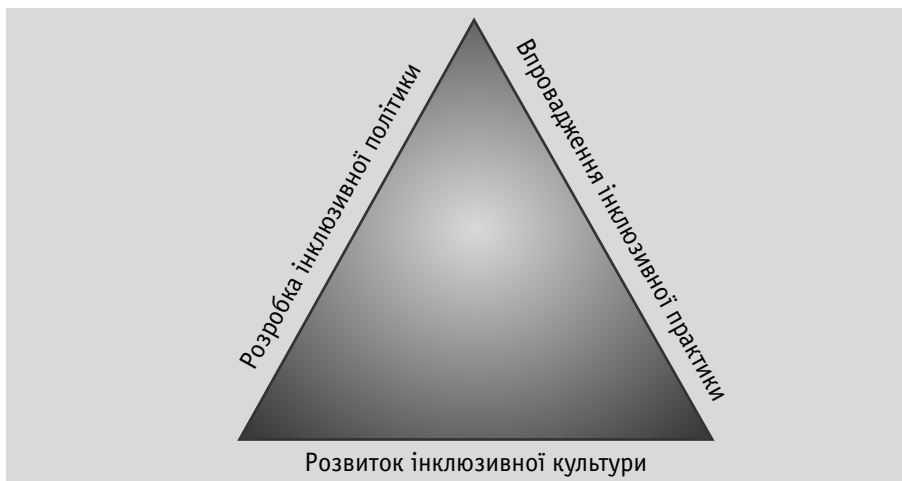 Розробка інклюзивної політики
Впровадження інклюзивної практики
Розвиток інклюзивної культури